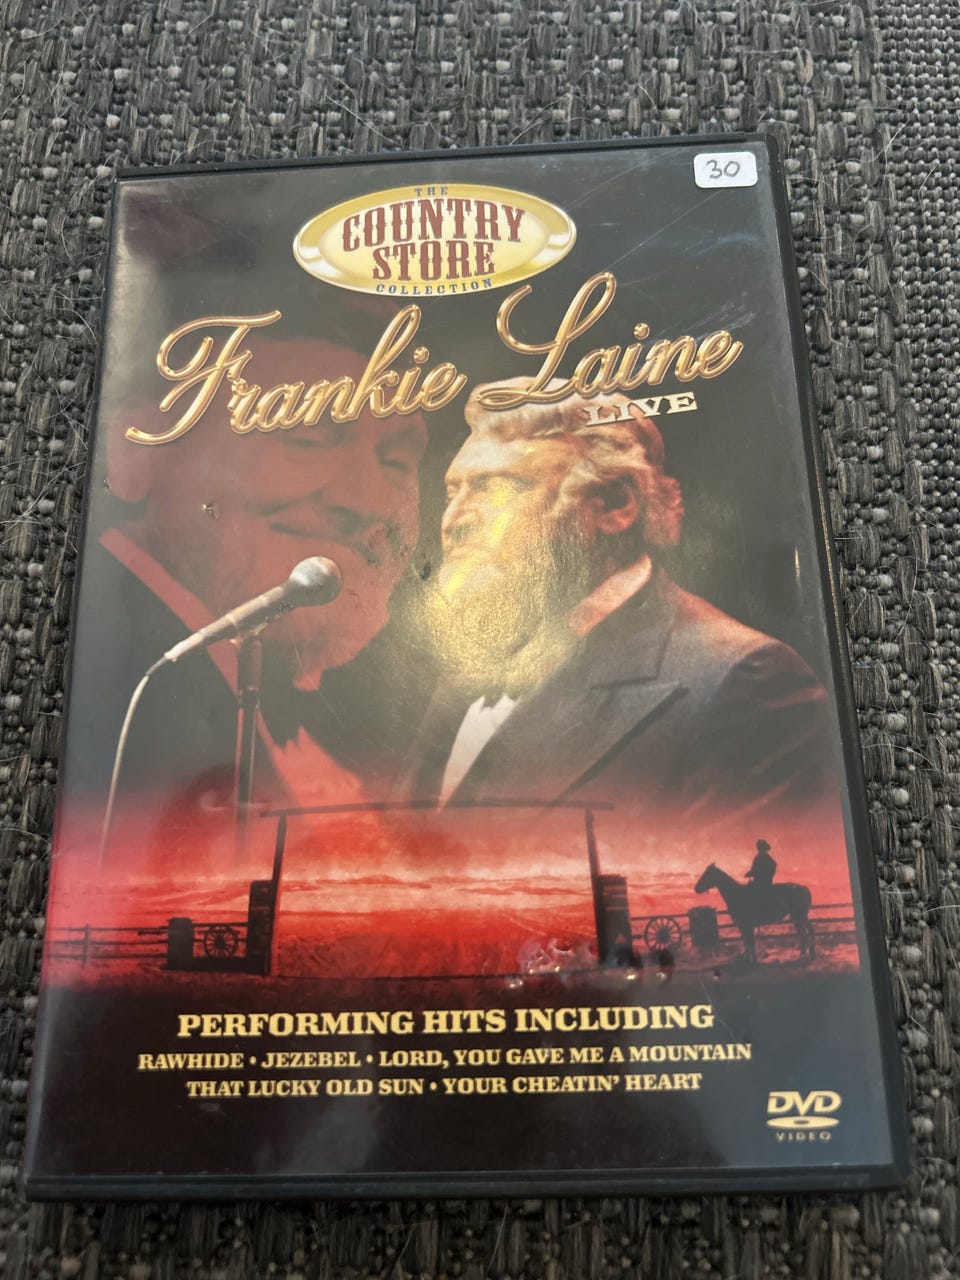 30
THE
COUNTRY
STORE
COLLECTION
Frankie Laine
LIVE
PERFORMING HITS INCLUDING
RAWHIDE • JEZEBEL • LORD, YOU GAVE ME A MOUNTAIN
THAT LUCKY OLD SUN • YOUR CHEATIN' HEART
DVD
VIDEO